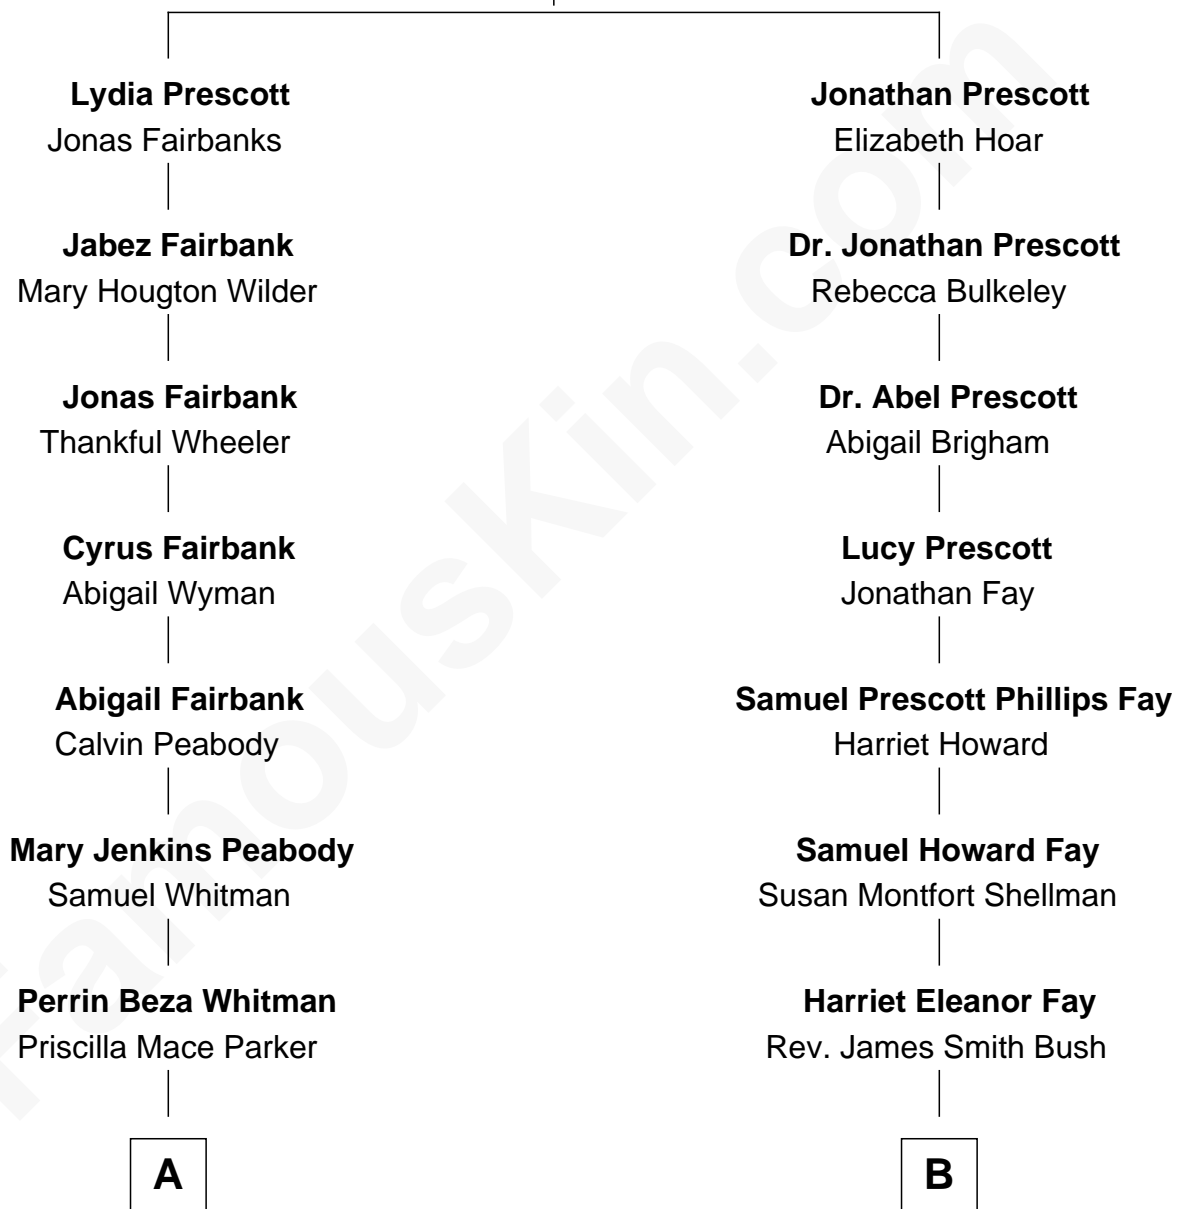 Lydia Prescott
Jonas Fairbanks
Jabez Fairbank
Mary Hougton Wilder
Jonas Fairbank
Thankful Wheeler
Cyrus Fairbank
Abigail Wyman
Abigail Fairbank
Calvin Peabody
Mary Jenkins Peabody
Samuel Whitman
Perrin Beza Whitman
Priscilla Mace Parker
A
Jonathan Prescott
Elizabeth Hoar
Dr. Jonathan Prescott
Rebecca Bulkeley
Dr. Abel Prescott
Abigail Brigham
Lucy Prescott
Jonathan Fay
Samuel Prescott Phillips Fay
Harriet Howard
Samuel Howard Fay
Susan Montfort Shellman
Harriet Eleanor Fay
Rev. James Smith Bush
B
FamousKin.com